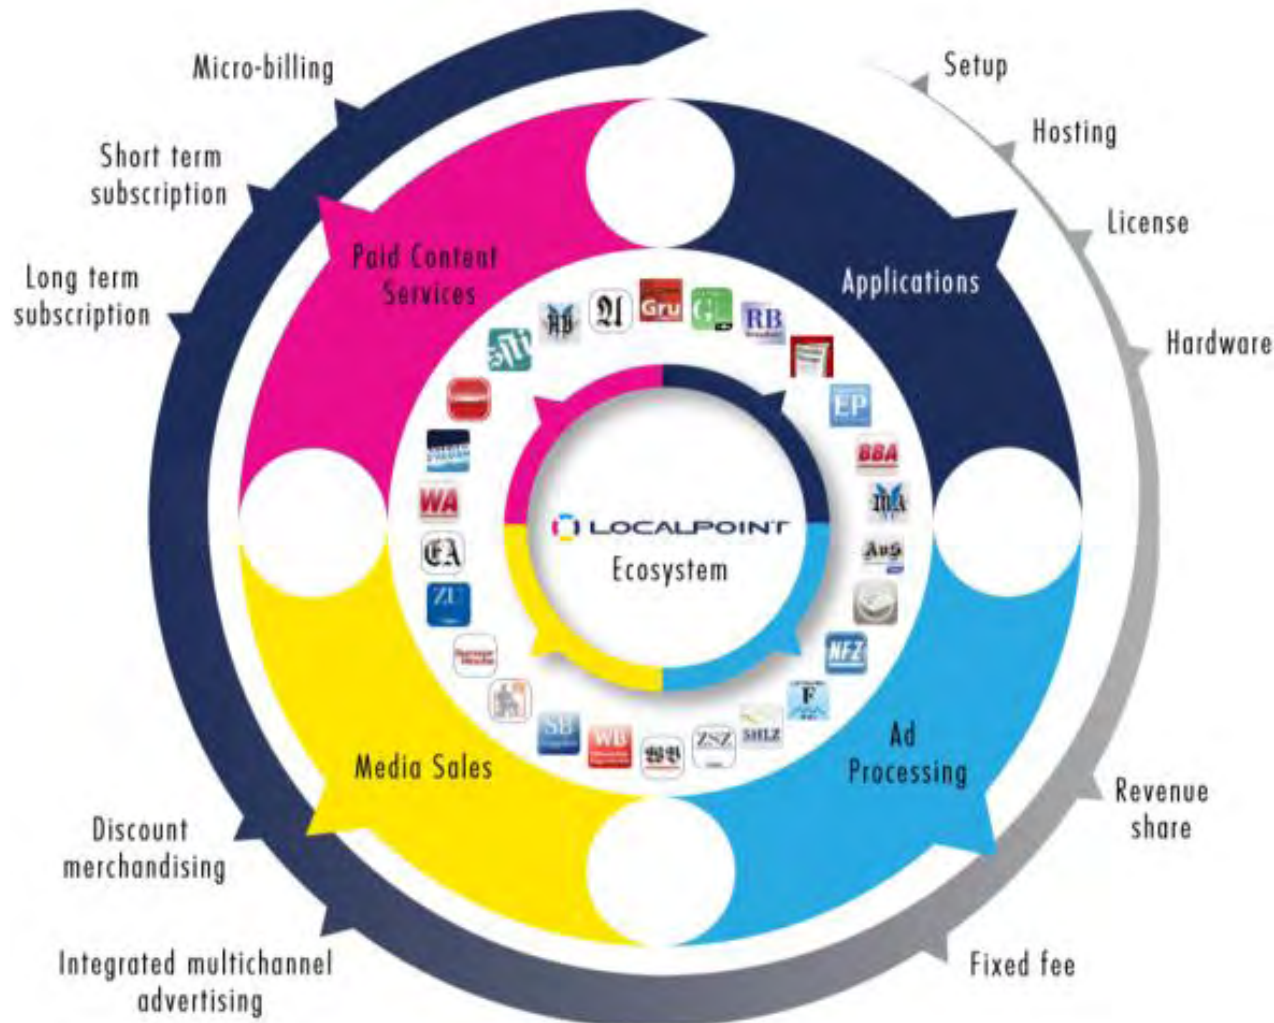 Micro-billing
Short term
subscription
Long term
subscription
Setup
Hosting
License
Hardware
Paid Content
Services
Applications
Gru
RB
EP
BBA
WA
EA
ZU
NFZ
F
SHLZ
ZSZ
WB
SB
LOCALPOINT
Ecosystem
Media Sales
Ad
Processing
Discount
merchandising
Integrated multichannel
advertising
Revenue
share
Fixed fee